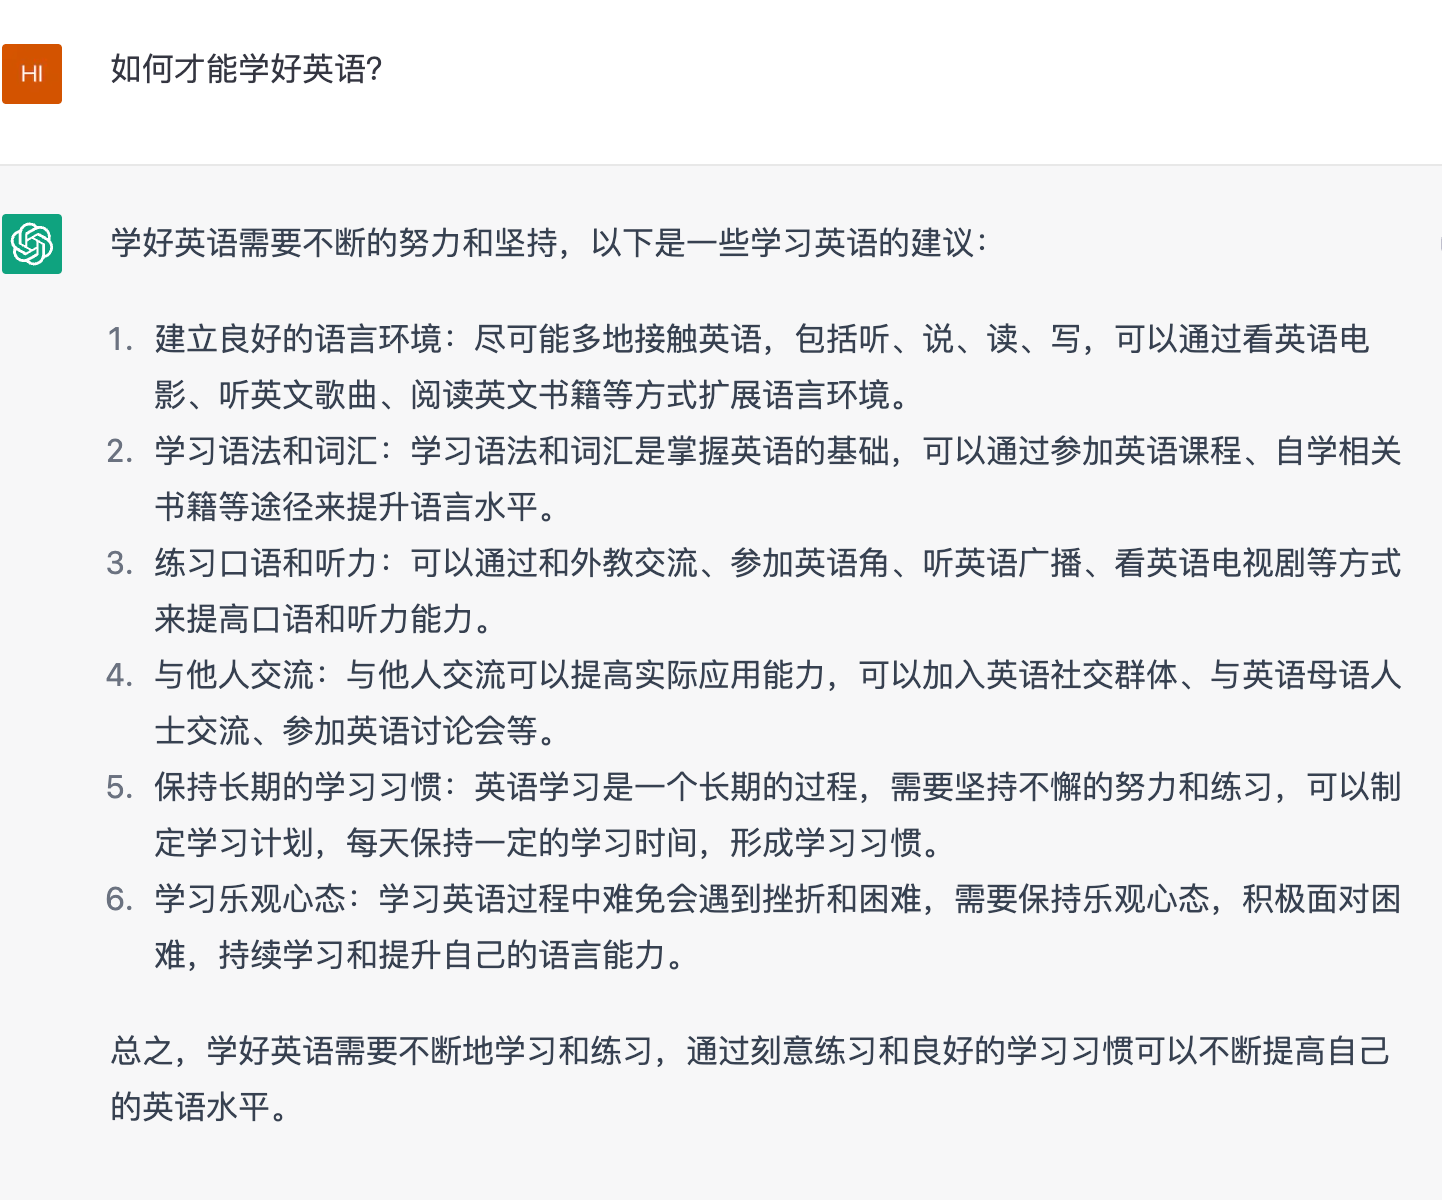 HI
如何才能学好英语?
学好英语需要不断的努力和坚持，以下是一些学习英语的建议：
1. 建立良好的语言环境：尽可能多地接触英语，包括听、说、读、写，可以通过看英语电
影、听英文歌曲、阅读英文书籍等方式扩展语言环境。
2. 学习语法和词汇：学习语法和词汇是掌握英语的基础，可以通过参加英语课程、自学相关
书籍等途径来提升语言水平。
3. 练习口语和听力：可以通过和外教交流、参加英语角、听英语广播、看英语电视剧等方式
来提高口语和听力能力。
4. 与他人交流：与他人交流可以提高实际应用能力，可以加入英语社交群体、与英语母语人
士交流、参加英语讨论会等。
5. 保持长期的学习习惯：英语学习是一个长期的过程，需要坚持不懈的努力和练习，可以制
定学习计划，每天保持一定的学习时间，形成学习习惯。
6. 学习乐观心态：学习英语过程中难免会遇到挫折和困难，需要保持乐观心态，积极面对困
难，持续学习和提升自己的语言能力。
总之，学好英语需要不断地学习和练习，通过刻意练习和良好的学习习惯可以不断提高自己
的英语水平。